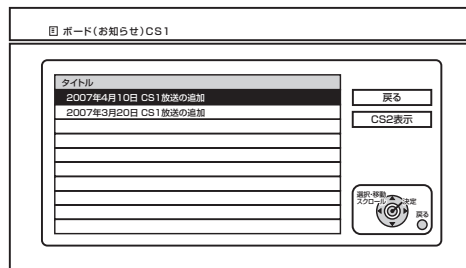 ボード(お知らせ)CS1
タイトル
2007年4月10日 CS1放送の追加
2007年3月20日 CS1放送の追加
戻る
CS2表示
選択・移動
スクロール
決定
戻る